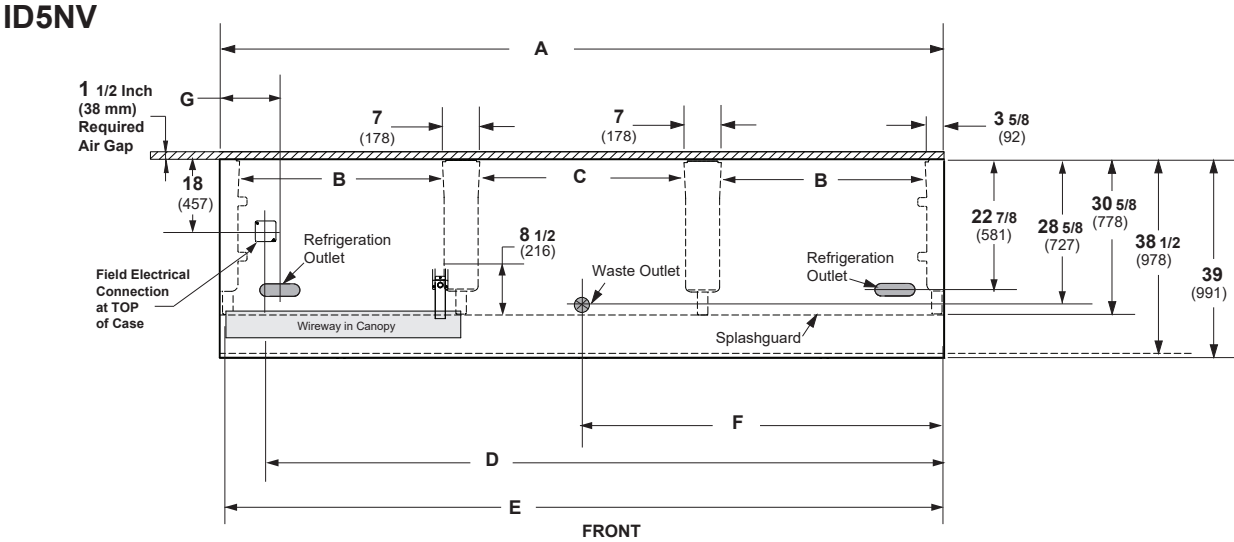 ID5NV
A
1 1/2 Inch
(38 mm)
Required
Air Gap
G
7
(178)
7
(178)
3 5/8
(92)
18
(457)
B
C
B
22 7/8
(581)
28 5/8
(727)
30 5/8
(778)
38 1/2
(978)
39
(991)
8 1/2
(216)
Refrigeration
Outlet
Waste Outlet
Refrigeration
Outlet
Field Electrical
Connection
at TOP
of Case
Wireway in Canopy
Splashguard
F
D
E
FRONT